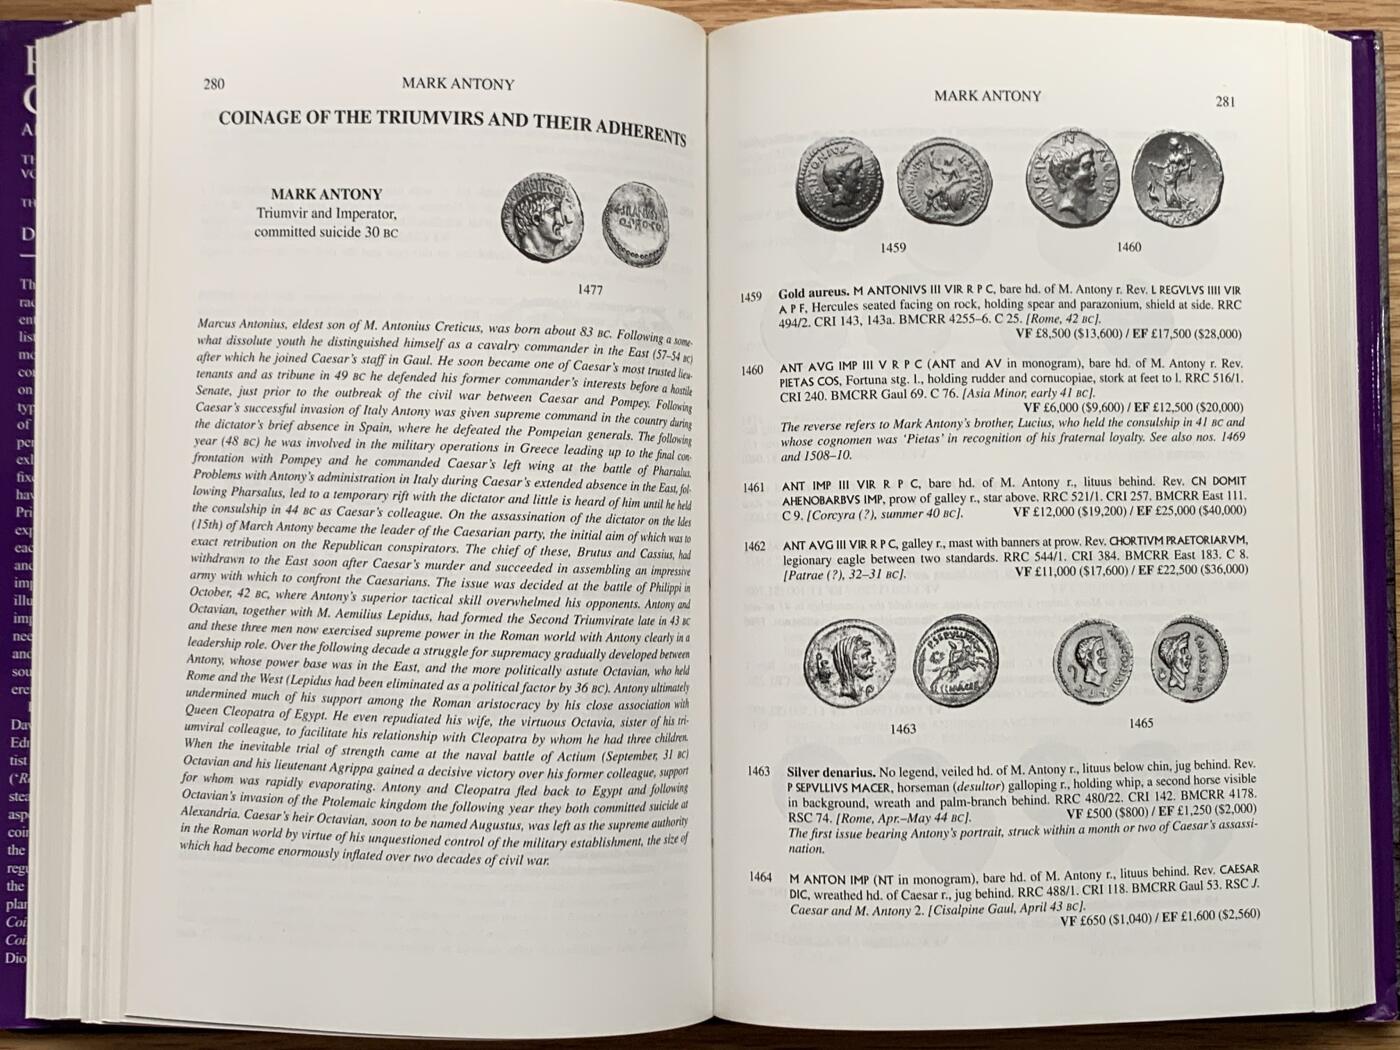 280
MARK ANTONY
COINAGE OF THE TRIUMVIRS AND THEIR ADHERENTS
MARK ANTONY
Triumvir and Imperator,
committed suicide 30 BC
1477
Marcus Antonius, eldest son of M. Antonius Creticus, was born about 83 BC. Following a some-
what dissolute youth he distinguished himself as a cavalry commander in the East (57–54 BC)
after which he joined Caesar's staff in Gaul. He soon became one of Caesar's most trusted lieu-
tenants and as tribune in 49 BC he defended his former commander's interests before a hostile
Senate, just prior to the outbreak of the civil war between Caesar and Pompey. Following
Caesar's successful invasion of Italy Antony was given supreme command in the country during
the dictator's brief absence in Spain, where he defeated the Pompeian generals. The following
year (48 BC) he was involved in the military operations in Greece leading up to the final con-
frontation with Pompey and he commanded Caesar's left wing at the battle of Pharsalus.
Problems with Antony's administration in Italy during Caesar's extended absence in the East, fol-
lowing Pharsalus, led to a temporary rift with the dictator and little is heard of him until he held
the consulship in 44 BC as Caesar's colleague. On the assassination of the dictator on the Ides
(15th) of March Antony became the leader of the Caesarian party, the initial aim of which was to
exact retribution on the Republican conspirators. The chief of these, Brutus and Cassius, had
withdrawn to the East soon after Caesar's murder and succeeded in assembling an impressive
army with which to confront the Caesarians. The issue was decided at the battle of Philippi in
October, 42 BC, where Antony's superior tactical skill overwhelmed his opponents. Antony and
Octavian, together with M. Aemilius Lepidus, had formed the Second Triumvirate late in 43 BC
and these three men now exercised supreme power in the Roman world with Antony clearly in a
leadership role. Over the following decade a struggle for supremacy gradually developed between
Antony, whose power base was in the East, and the more politically astute Octavian, who held
Rome and the West (Lepidus had been eliminated as a political factor by 36 BC). Antony ultimately
undermined much of his support among the Roman aristocracy by his close association with
Queen Cleopatra of Egypt. He even repudiated his wife, the virtuous Octavia, sister of his tri-
umviral colleague, to facilitate his relationship with Cleopatra by whom he had three children.
When the inevitable trial of strength came at the naval battle of Actium (September, 31 BC)
Octavian and his lieutenant Agrippa gained a decisive victory over his former colleague, support
for whom was rapidly evaporating. Antony and Cleopatra fled back to Egypt and following
Octavian's invasion of the Ptolemaic kingdom the following year they both committed suicide at
Alexandria. Caesar's heir Octavian, soon to be named Augustus, was left as the supreme authority
in the Roman world by virtue of his unquestioned control of the military establishment, the size of
which had become enormously inflated over two decades of civil war.
MARK ANTONY
281
1459
1460
1459 Gold aureus. M ANTONIVS III VIR R P C, bare hd. of M. Antony r. Rev. L REGVLVS IIII VIR
A P F, Hercules seated facing on rock, holding spear and parazonium, shield at side. RRC
494/2. CRI 143, 143a. BMCRR 4255–6. C 25. [Rome, 42 BC].
VF £8,500 ($13,600) / EF £17,500 ($28,000)
1460 ANT AVG IMP III V R P C (ANT and AV in monogram), bare hd. of M. Antony r. Rev.
PIETAS COS, Fortuna stg. l., holding rudder and cornucopiae, stork at feet to l. RRC 516/1.
CRI 240. BMCRR Gaul 69. C 76. [Asia Minor, early 41 BC].
VF £6,000 ($9,600) / EF £12,500 ($20,000)
The reverse refers to Mark Antony's brother, Lucius, who held the consulship in 41 BC and
whose cognomen was 'Pietas' in recognition of his fraternal loyalty. See also nos. 1469
and 1508–10.
1461 ANT IMP III VIR R P C, bare hd. of M. Antony r., lituus behind. Rev. CN DOMIT
AHENOBARBVS IMP, prow of galley r., star above. RRC 521/1. CRI 257. BMCRR East 111.
C 9. [Corcyra (?), summer 40 BC]. VF £12,000 ($19,200) / EF £25,000 ($40,000)
1462 ANT AVG III VIR R P C, galley r., mast with banners at prow. Rev. CHORTIVM PRAETORIARVM,
legionary eagle between two standards. RRC 544/1. CRI 384. BMCRR East 183. C 8.
[Patrae (?), 32–31 BC]. VF £11,000 ($17,600) / EF £22,500 ($36,000)
1463
1465
1463 Silver denarius. No legend, veiled hd. of M. Antony r., lituus below chin, jug behind. Rev.
P SEPVLLIVS MACER, horseman (desultor) galloping r., holding whip, a second horse visible
in background, wreath and palm-branch behind. RRC 480/22. CRI 142. BMCRR 4178.
RSC 74. [Rome, Apr.–May 44 BC]. VF £500 ($800) / EF £1,250 ($2,000)
The first issue bearing Antony's portrait, struck within a month or two of Caesar's assassi-
nation.
1464 M ANTON IMP (NT in monogram), bare hd. of M. Antony r., lituus behind. Rev. CAESAR
DIC, wreathed hd. of Caesar r., jug behind. RRC 488/1. CRI 118. BMCRR Gaul 53. RSC J.
Caesar and M. Antony 2. [Cisalpine Gaul, April 43 BC].
VF £650 ($1,040) / EF £1,600 ($2,560)